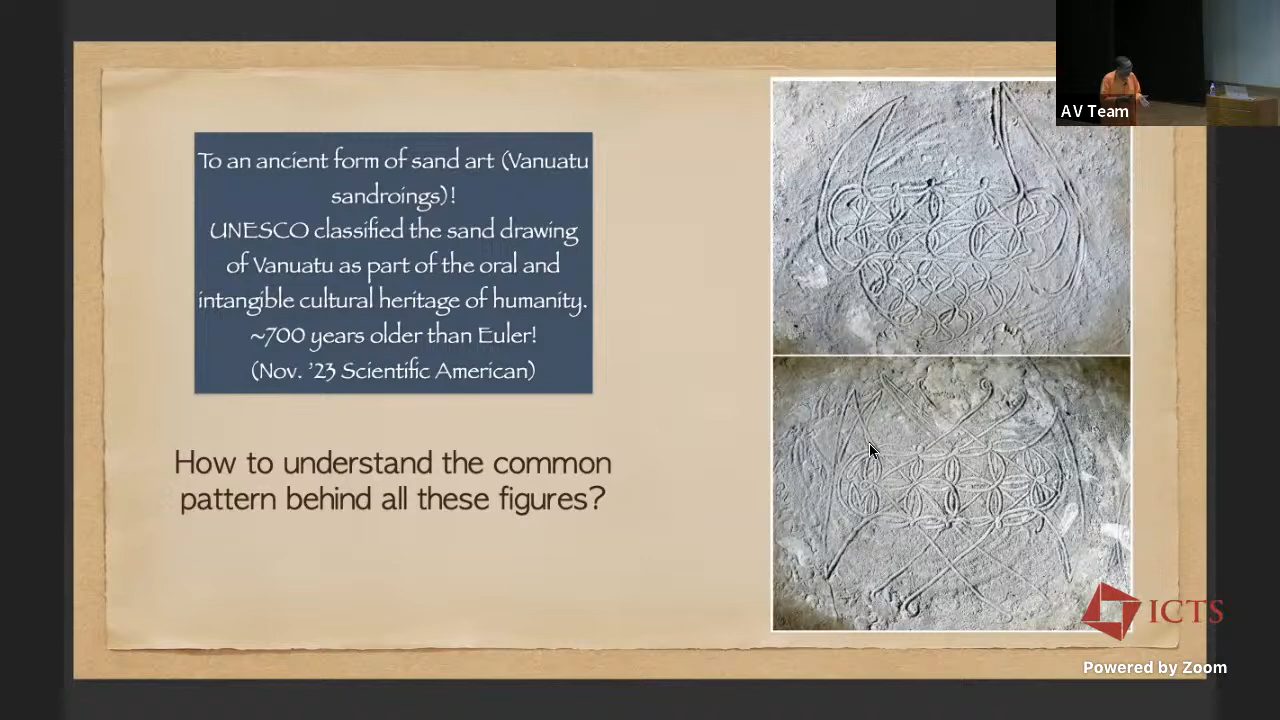 AV Team
To an ancient form of sand art (Vanuatu
sandroings)!
UNESCO classified the sand drawing
of Vanuatu as part of the oral and
intangible cultural heritage of humanity.
~700 years older than Euler!
(Nov. '23 Scientific American)
How to understand the common
pattern behind all these figures?
ICTS
Powered by Zoom